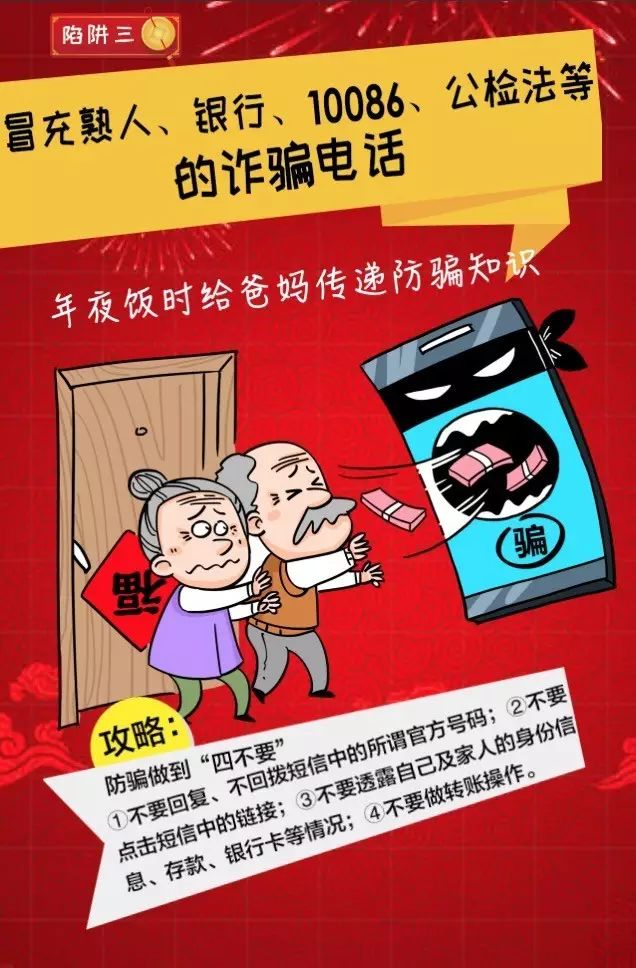 陷阱三
冒充熟人、银行、10086、公检法等
的诈骗电话
年夜饭时给爸妈传递防骗知识
骗
福
攻略：
防骗做到“四不要”
①不要回复、不回拨短信中的所谓官方号码；②不要
点击短信中的链接；③不要透露自己及家人的身份信
息、存款、银行卡等情况；④不要做转账操作。